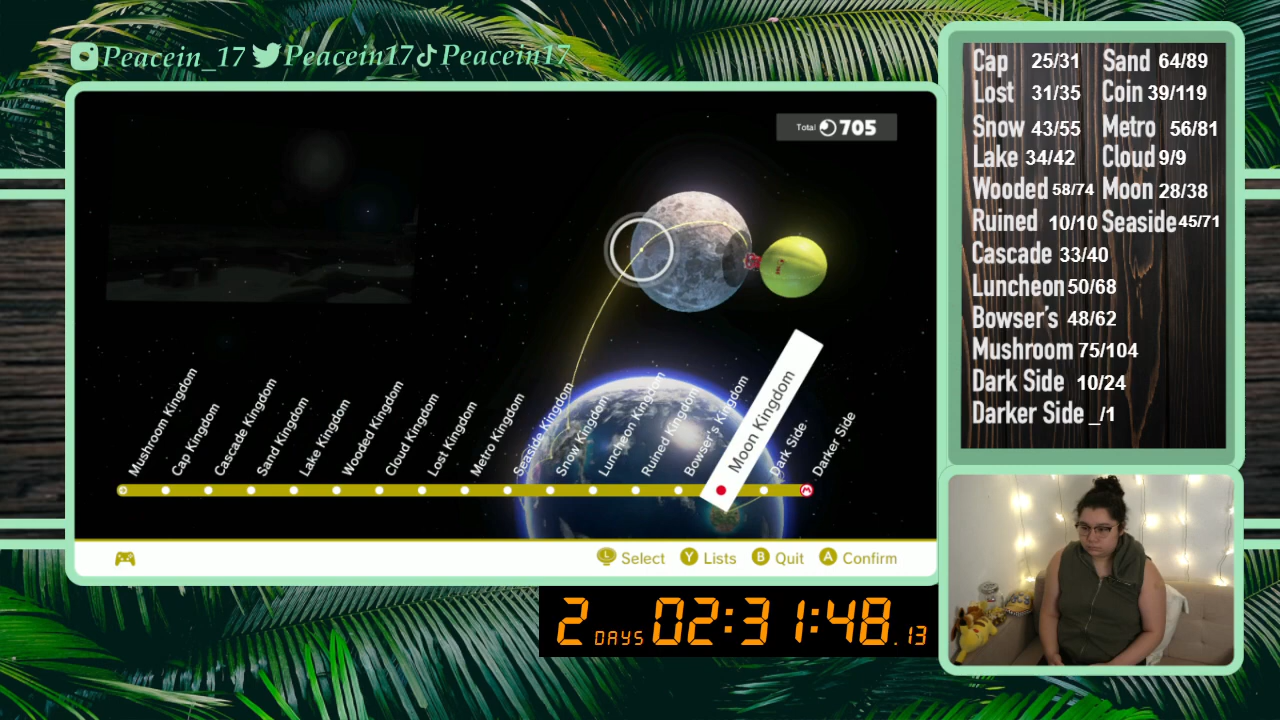 Peacein_17 Peacein17 Peacein17
Total 705
Mushroom Kingdom
Cap Kingdom
Cascade Kingdom
Sand Kingdom
Lake Kingdom
Wooded Kingdom
Cloud Kingdom
Lost Kingdom
Metro Kingdom
Seaside Kingdom
Snow Kingdom
Luncheon Kingdom
Ruined Kingdom
Bowser's Kingdom
Moon Kingdom
Dark Side
Darker Side
L Select Y Lists B Quit A Confirm
2 DAYS 02:31:48.13
Cap 25/31 Sand 64/89
Lost 31/35 Coin 39/119
Snow 43/55 Metro 56/81
Lake 34/42 Cloud 9/9
Wooded 58/74 Moon 28/38
Ruined 10/10 Seaside 45/71
Cascade 33/40
Luncheon 50/68
Bowser's 48/62
Mushroom 75/104
Dark Side 10/24
Darker Side _/1